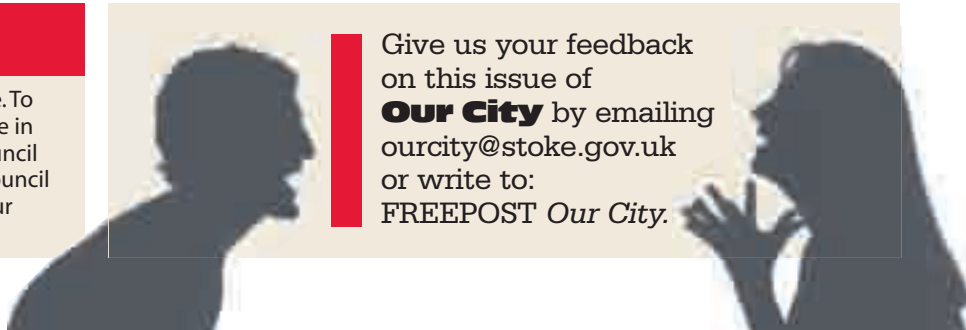 e. To
e in
uncil
ouncil
ur
Give us your feedback
on this issue of
Our City by emailing
ourcity@stoke.gov.uk
or write to:
FREEPOST Our City.